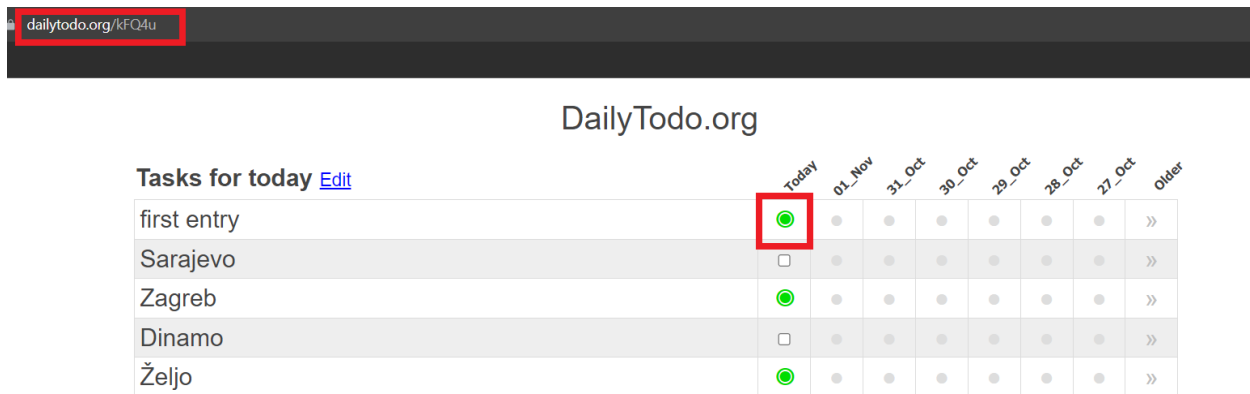 dailytodo.org/kFQ4u
DailyTodo.org
Tasks for today Edit
Today 01_Nov 31_Oct 30_Oct 29_Oct 28_Oct 27_Oct Older
first entry »
Sarajevo »
Zagreb »
Dinamo »
Željo »